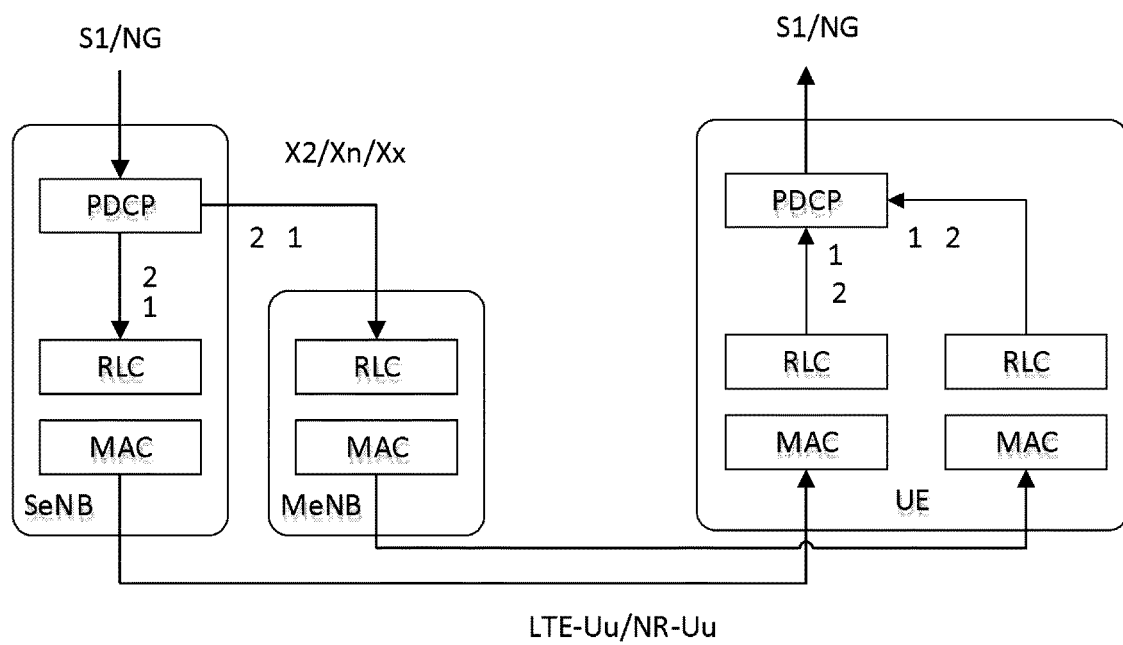 S1/NG
S1/NG
X2/Xn/Xx
PDCP
PDCP
2 1
1 2
2
1
1
2
RLC
RLC
RLC
RLC
MAC
MAC
MAC
MAC
SeNB
MeNB
UE
LTE-Uu/NR-Uu